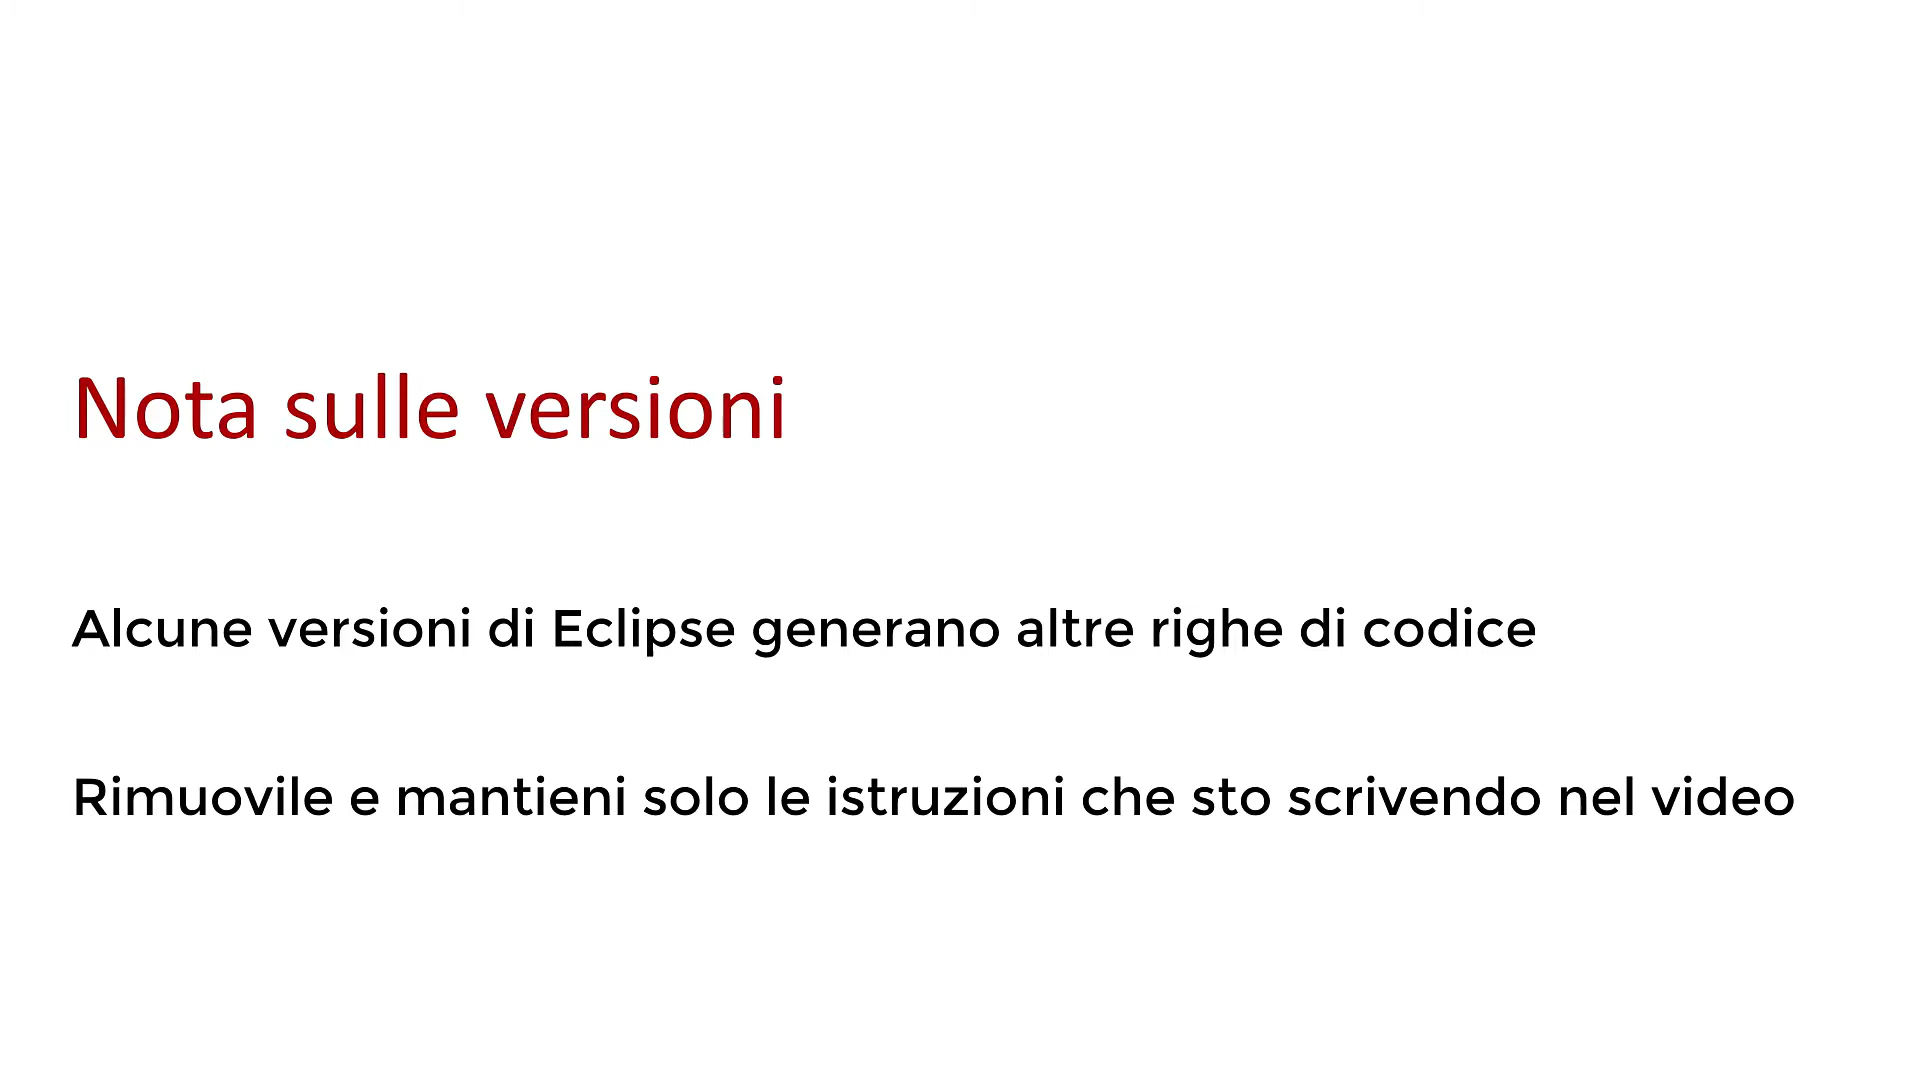 Nota sulle versioni
Alcune versioni di Eclipse generano altre righe di codice
Rimuovile e mantieni solo le istruzioni che sto scrivendo nel video